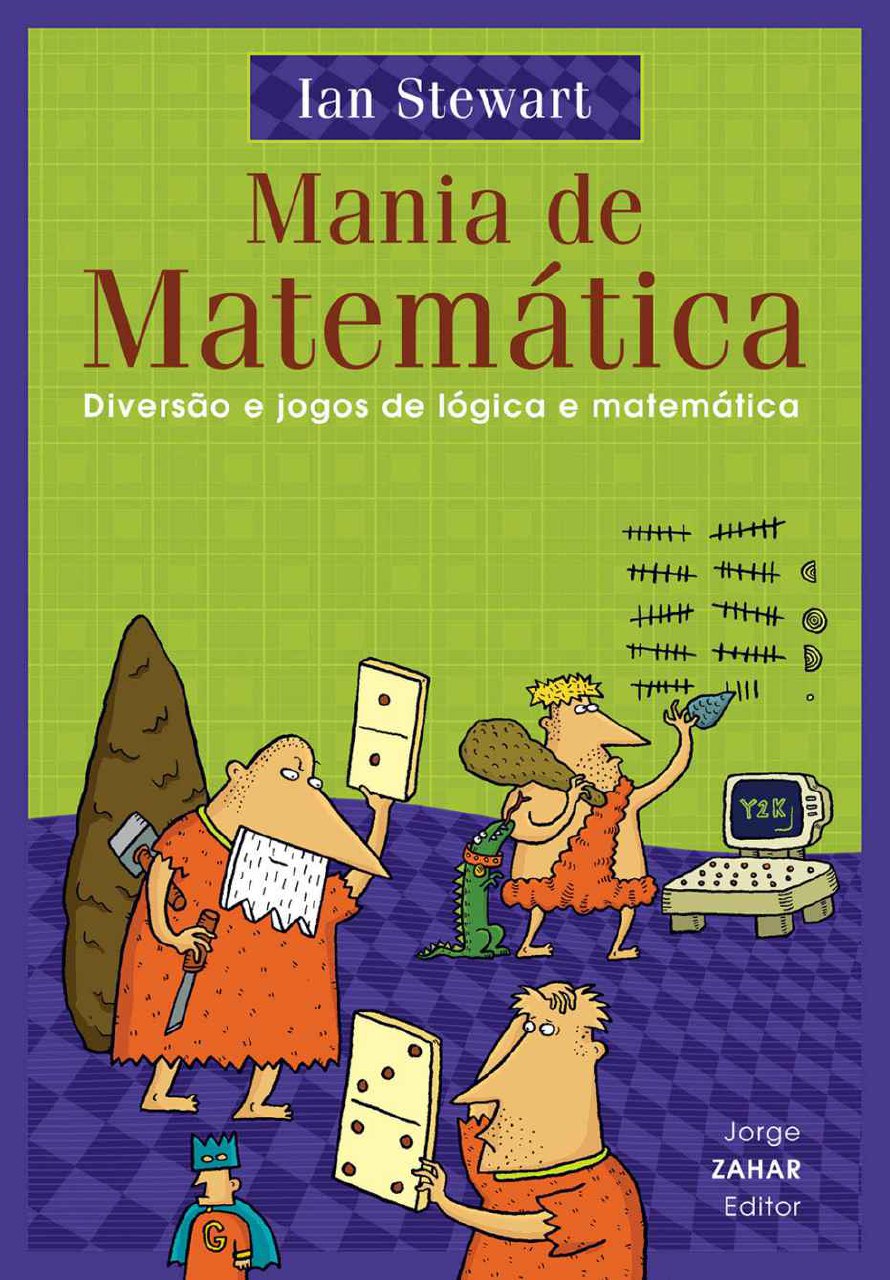 Ian Stewart
Mania de
Matemática
Diversão e jogos de lógica e matemática
Y2K
Jorge
ZAHAR
Editor
G